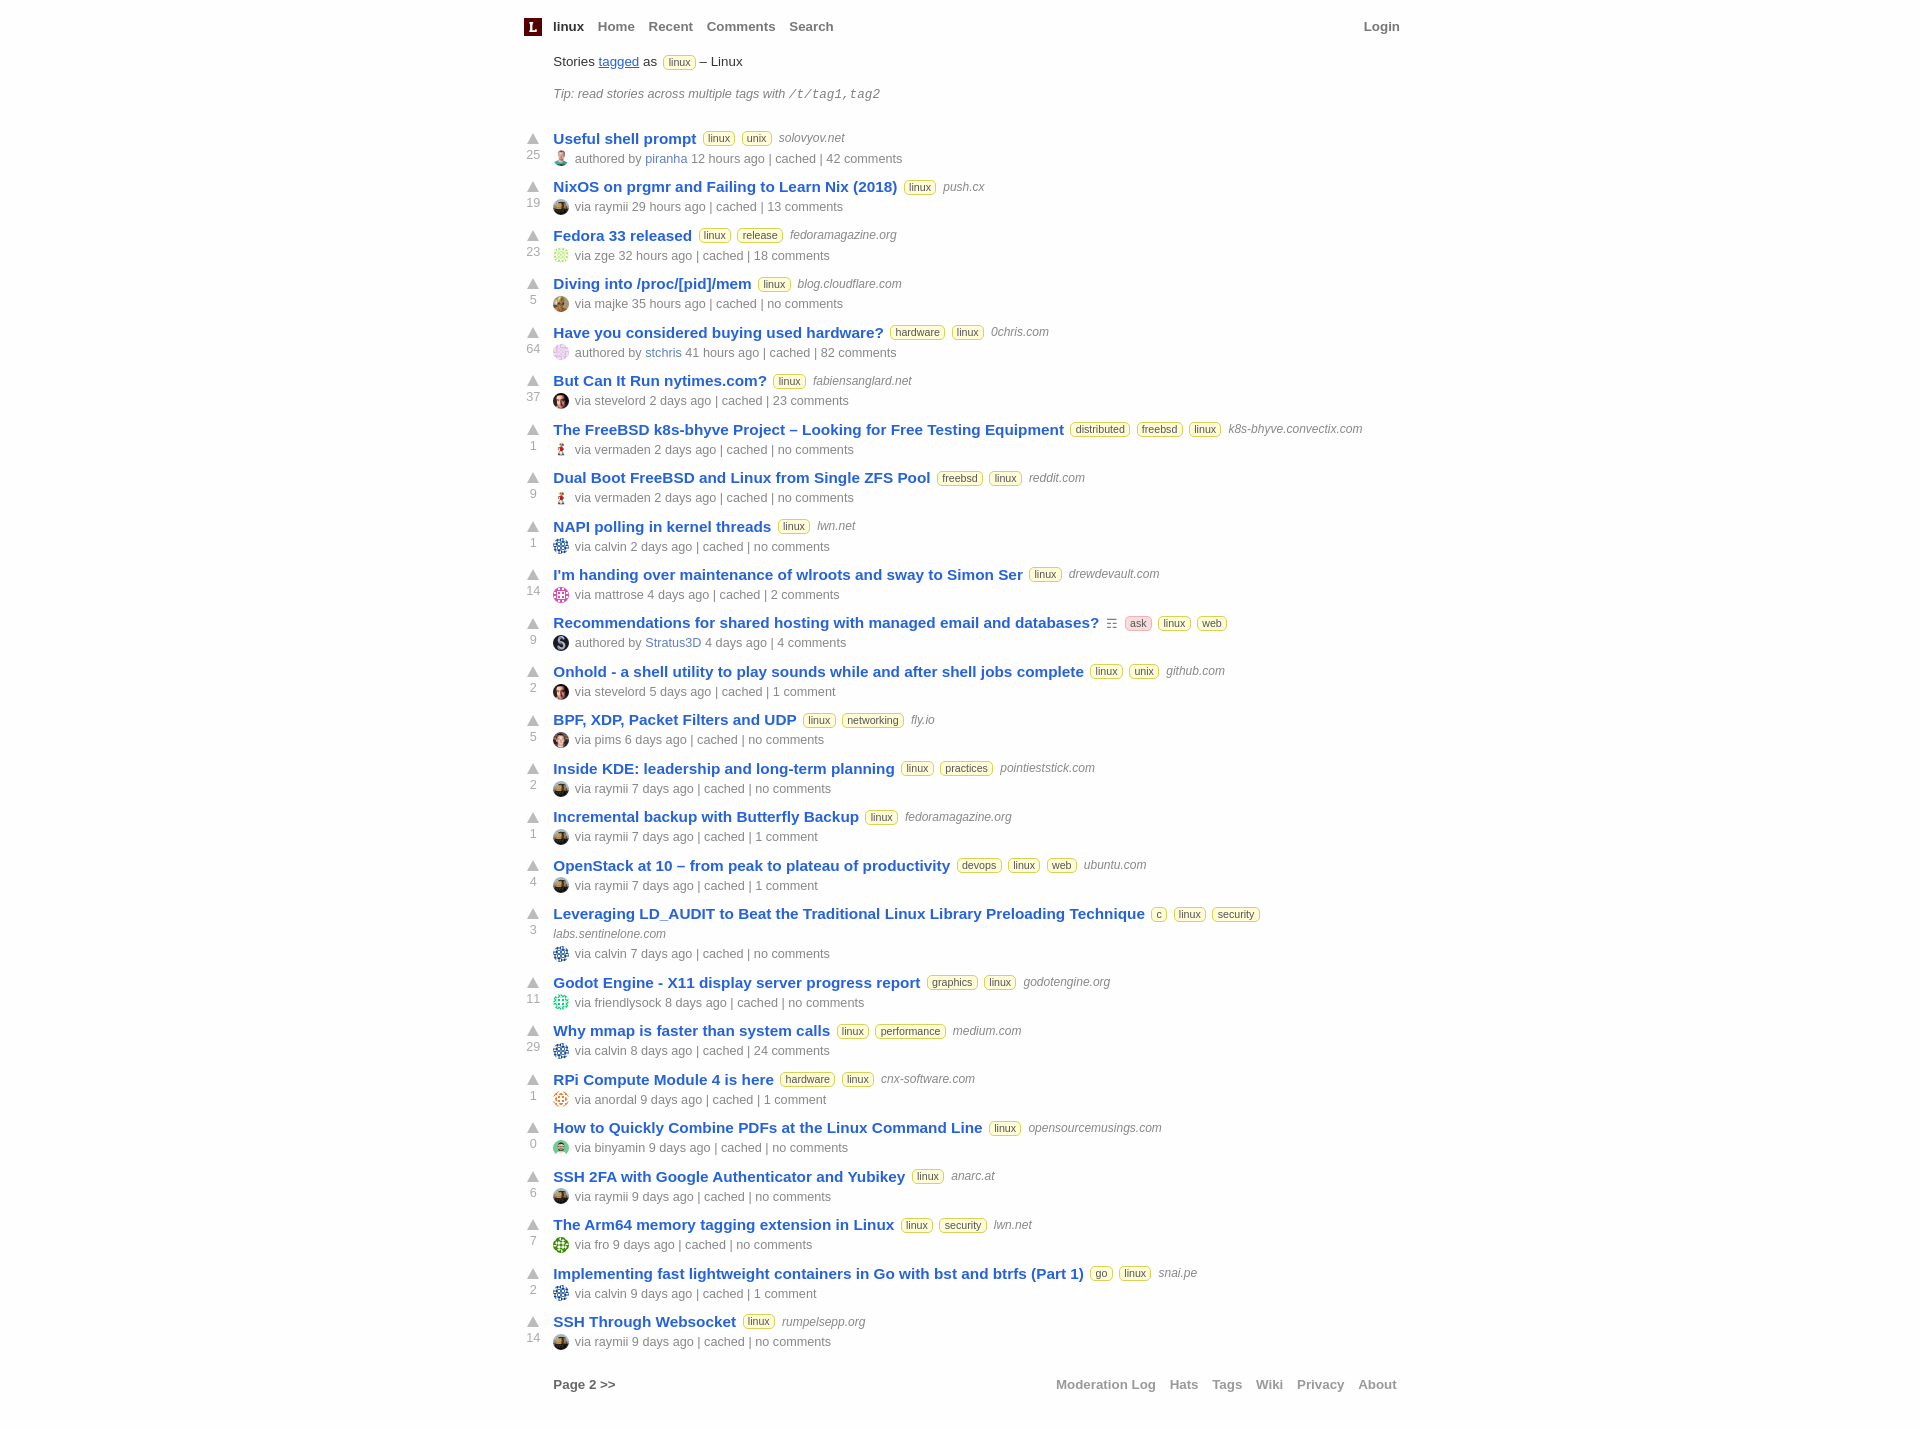 L linux Home Recent Comments Search Login
Stories tagged as linux – Linux
Tip: read stories across multiple tags with /t/tag1,tag2
Useful shell prompt linux unix solovyov.net
25 authored by piranha 12 hours ago | cached | 42 comments
NixOS on prgmr and Failing to Learn Nix (2018) linux push.cx
19 via raymii 29 hours ago | cached | 13 comments
Fedora 33 released linux release fedoramagazine.org
23 via zge 32 hours ago | cached | 18 comments
Diving into /proc/[pid]/mem linux blog.cloudflare.com
5 via majke 35 hours ago | cached | no comments
Have you considered buying used hardware? hardware linux 0chris.com
64 authored by stchris 41 hours ago | cached | 82 comments
But Can It Run nytimes.com? linux fabiensanglard.net
37 via stevelord 2 days ago | cached | 23 comments
The FreeBSD k8s-bhyve Project – Looking for Free Testing Equipment distributed freebsd linux k8s-bhyve.convectix.com
1 via vermaden 2 days ago | cached | no comments
Dual Boot FreeBSD and Linux from Single ZFS Pool freebsd linux reddit.com
9 via vermaden 2 days ago | cached | no comments
NAPI polling in kernel threads linux lwn.net
1 via calvin 2 days ago | cached | no comments
I'm handing over maintenance of wlroots and sway to Simon Ser linux drewdevault.com
14 via mattrose 4 days ago | cached | 2 comments
Recommendations for shared hosting with managed email and databases? ☶ ask linux web
9 authored by Stratus3D 4 days ago | 4 comments
Onhold - a shell utility to play sounds while and after shell jobs complete linux unix github.com
2 via stevelord 5 days ago | cached | 1 comment
BPF, XDP, Packet Filters and UDP linux networking fly.io
5 via pims 6 days ago | cached | no comments
Inside KDE: leadership and long-term planning linux practices pointieststick.com
2 via raymii 7 days ago | cached | no comments
Incremental backup with Butterfly Backup linux fedoramagazine.org
1 via raymii 7 days ago | cached | 1 comment
OpenStack at 10 – from peak to plateau of productivity devops linux web ubuntu.com
4 via raymii 7 days ago | cached | 1 comment
Leveraging LD_AUDIT to Beat the Traditional Linux Library Preloading Technique c linux security
3 labs.sentinelone.com
via calvin 7 days ago | cached | no comments
Godot Engine - X11 display server progress report graphics linux godotengine.org
11 via friendlysock 8 days ago | cached | no comments
Why mmap is faster than system calls linux performance medium.com
29 via calvin 8 days ago | cached | 24 comments
RPi Compute Module 4 is here hardware linux cnx-software.com
1 via anordal 9 days ago | cached | 1 comment
How to Quickly Combine PDFs at the Linux Command Line linux opensourcemusings.com
0 via binyamin 9 days ago | cached | no comments
SSH 2FA with Google Authenticator and Yubikey linux anarc.at
6 via raymii 9 days ago | cached | no comments
The Arm64 memory tagging extension in Linux linux security lwn.net
7 via fro 9 days ago | cached | no comments
Implementing fast lightweight containers in Go with bst and btrfs (Part 1) go linux snai.pe
2 via calvin 9 days ago | cached | 1 comment
SSH Through Websocket linux rumpelsepp.org
14 via raymii 9 days ago | cached | no comments
Page 2 >> Moderation Log Hats Tags Wiki Privacy About